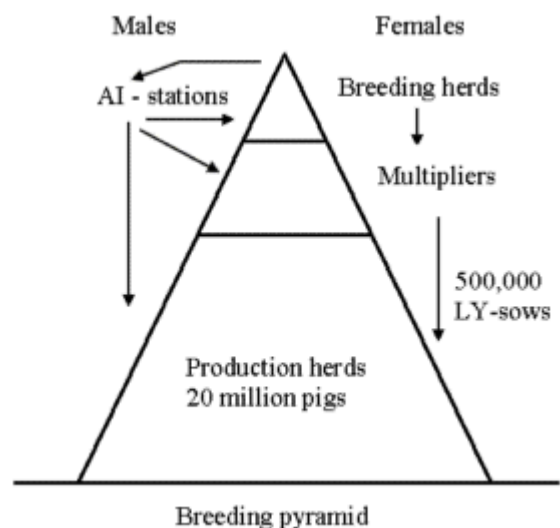 Males
Females
AI - stations
Breeding herds
Multipliers
500,000
LY-sows
Production herds
20 million pigs
Breeding pyramid